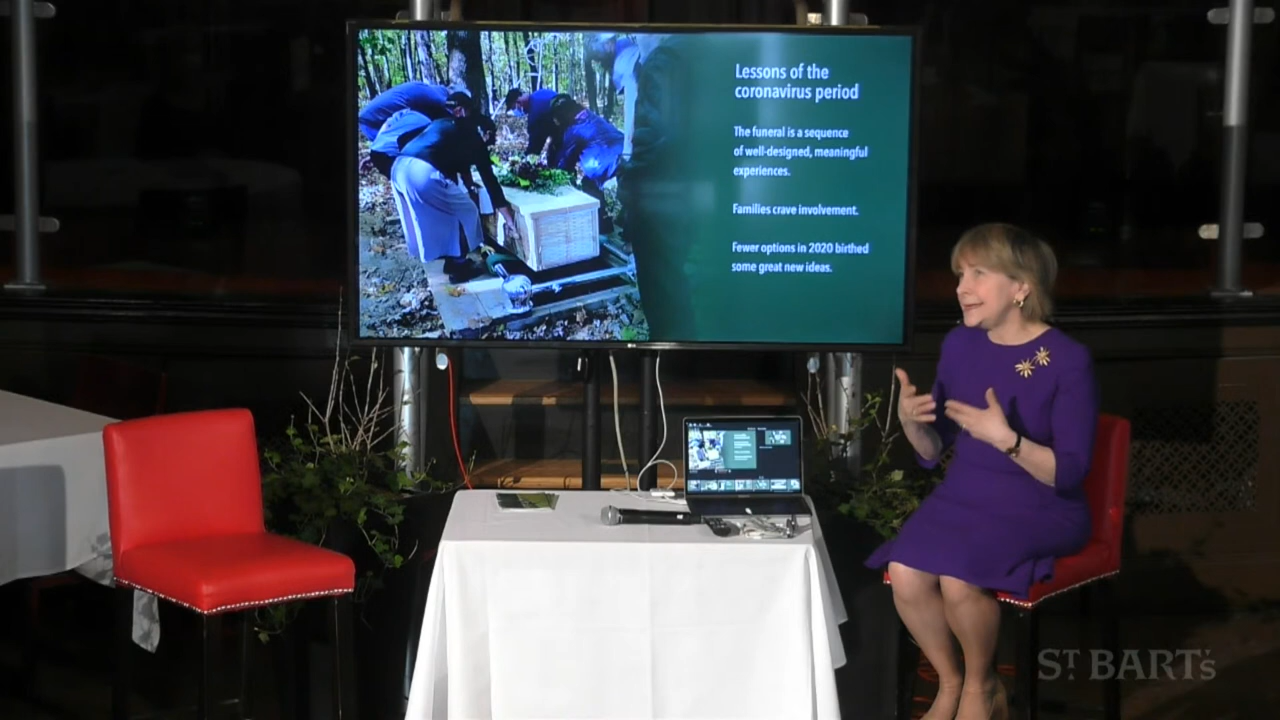 Lessons of the
coronavirus period
The funeral is a sequence
of well-designed, meaningful
experiences.
Families crave involvement.
Fewer options in 2020 birthed
some great new ideas.
ST. BART'S